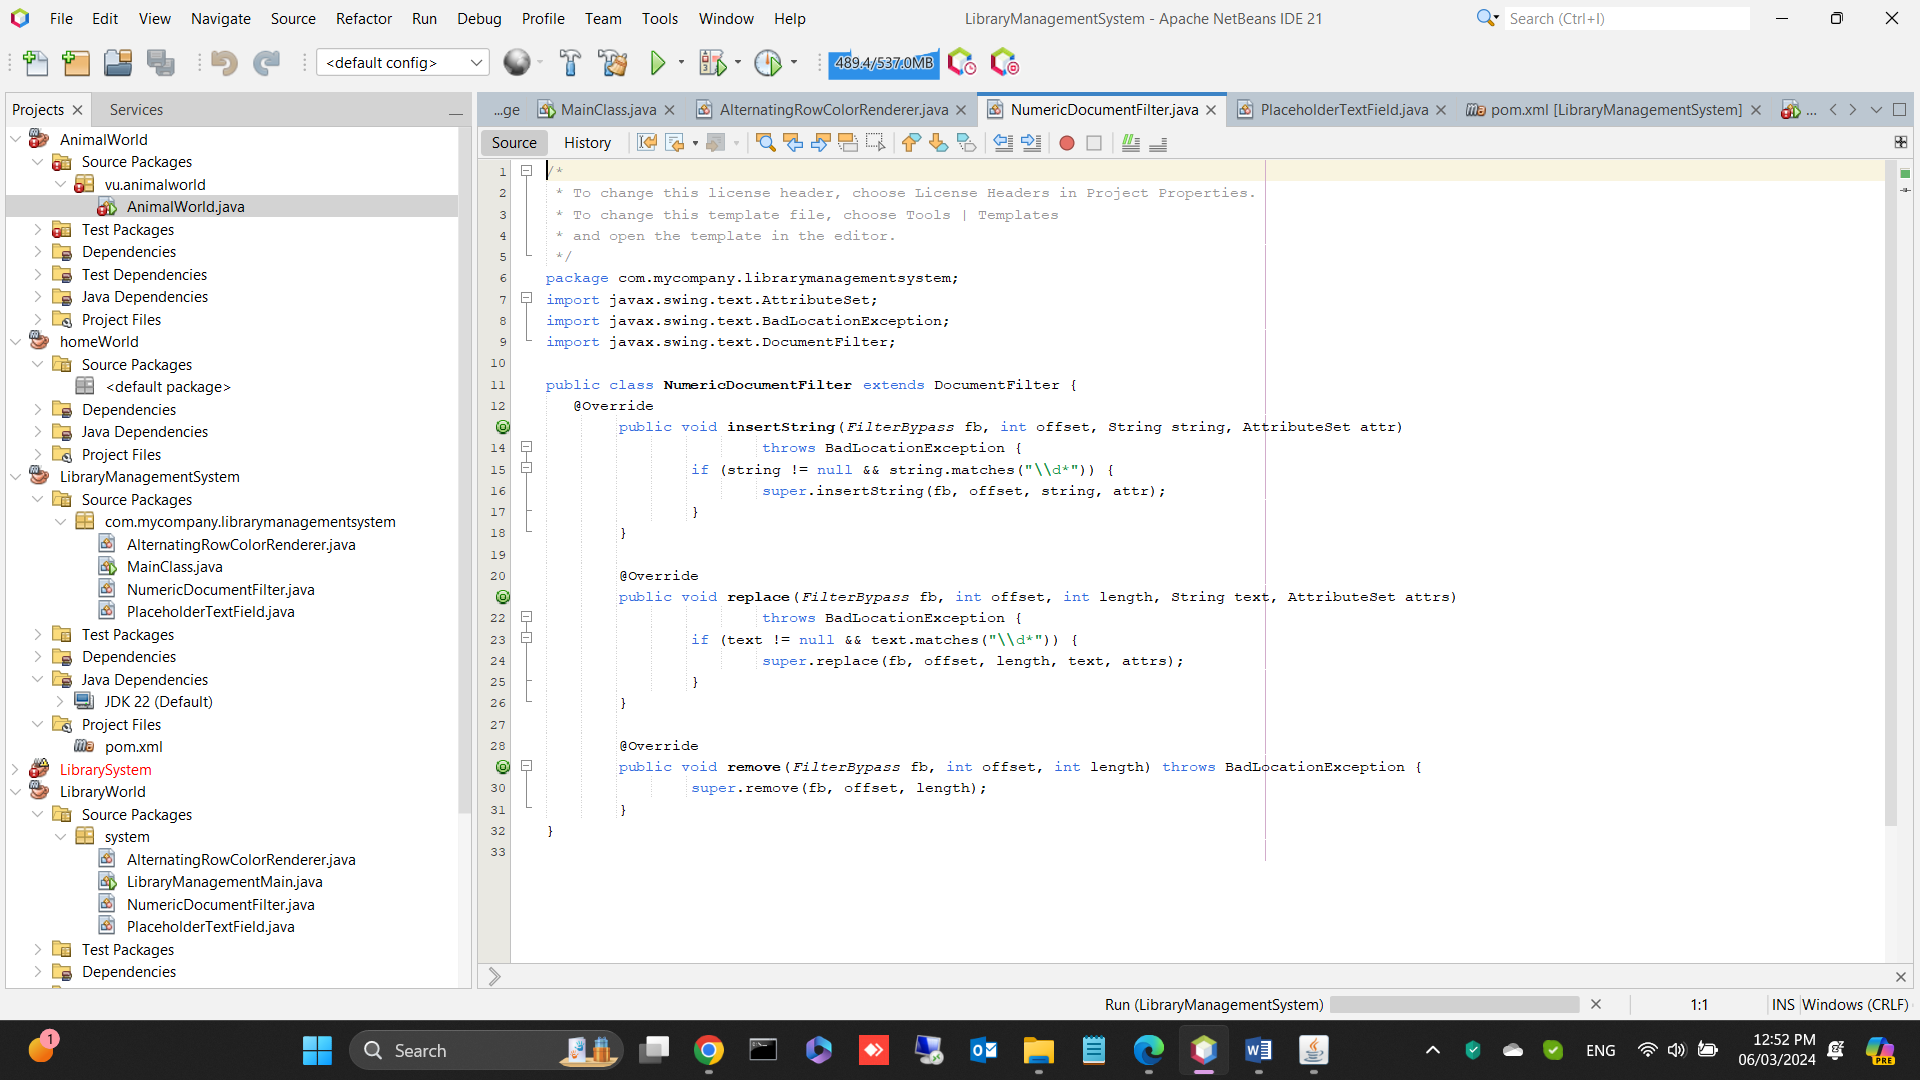 File Edit View Navigate Source Refactor Run Debug Profile Team Tools Window Help
LibraryManagementSystem - Apache NetBeans IDE 21
Search (Ctrl+I)
<default config>
489.4/537.0MB
Projects
Services
AnimalWorld
Source Packages
vu.animalworld
AnimalWorld.java
Test Packages
Dependencies
Test Dependencies
Java Dependencies
Project Files
homeWorld
Source Packages
<default package>
Dependencies
Java Dependencies
Project Files
LibraryManagementSystem
Source Packages
com.mycompany.librarymanagementsystem
AlternatingRowColorRenderer.java
MainClass.java
NumericDocumentFilter.java
PlaceholderTextField.java
Test Packages
Dependencies
Java Dependencies
JDK 22 (Default)
Project Files
pom.xml
LibrarySystem
LibraryWorld
Source Packages
system
AlternatingRowColorRenderer.java
LibraryManagementMain.java
NumericDocumentFilter.java
PlaceholderTextField.java
Test Packages
Dependencies
...ge MainClass.java AlternatingRowColorRenderer.java NumericDocumentFilter.java PlaceholderTextField.java pom.xml [LibraryManagementSystem] ...
Source History
1 /*
2 * To change this license header, choose License Headers in Project Properties.
3 * To change this template file, choose Tools | Templates
4 * and open the template in the editor.
5 */
6 package com.mycompany.librarymanagementsystem;
7 import javax.swing.text.AttributeSet;
8 import javax.swing.text.BadLocationException;
9 import javax.swing.text.DocumentFilter;
10
11 public class NumericDocumentFilter extends DocumentFilter {
12 @Override
public void insertString(FilterBypass fb, int offset, String string, AttributeSet attr)
14 throws BadLocationException {
15 if (string != null && string.matches("\\d*")) {
16 super.insertString(fb, offset, string, attr);
17 }
18 }
19
20 @Override
public void replace(FilterBypass fb, int offset, int length, String text, AttributeSet attrs)
22 throws BadLocationException {
23 if (text != null && text.matches("\\d*")) {
24 super.replace(fb, offset, length, text, attrs);
25 }
26 }
27
28 @Override
public void remove(FilterBypass fb, int offset, int length) throws BadLocationException {
30 super.remove(fb, offset, length);
31 }
32 }
33
Run (LibraryManagementSystem)
1:1
INS
Windows (CRLF)
1
Search
ENG
12:52 PM
06/03/2024
PRE